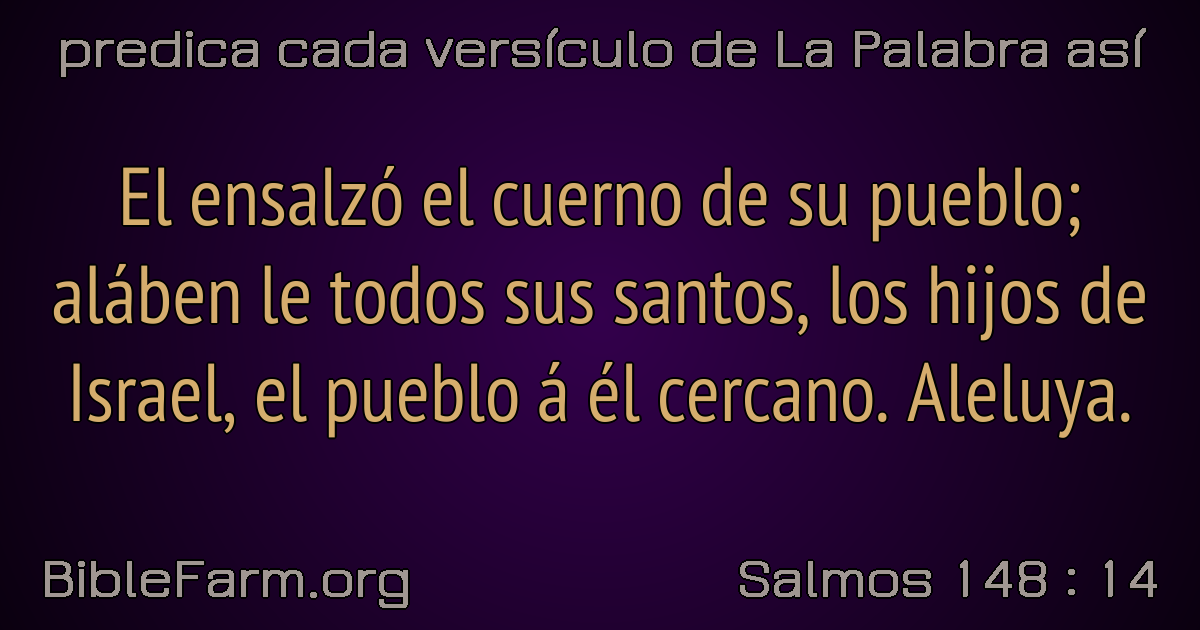 predica cada versículo de La Palabra así
El ensalzó el cuerno de su pueblo;
aláben le todos sus santos, los hijos de
Israel, el pueblo á él cercano. Aleluya.
BibleFarm.org
Salmos 148 : 14